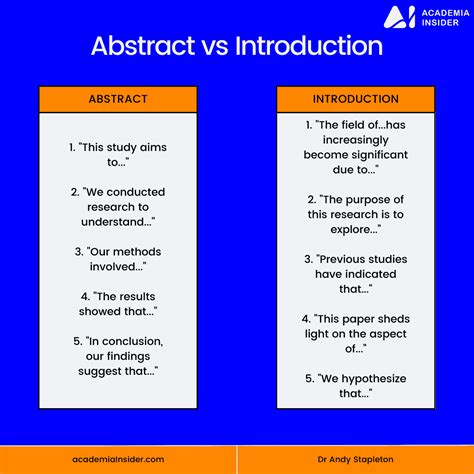 ACADEMIA
INSIDER
Abstract vs Introduction
ABSTRACT
1. "This study aims
to..."
2. "We conducted
research to
understand..."
3. "Our methods
involved..."
4. "The results
showed that..."
5. "In conclusion,
our findings
suggest that..."
INTRODUCTION
1. "The field of...has
increasingly
become significant
due to..."
2. "The purpose of
this research is to
explore..."
3. "Previous studies
have indicated
that..."
4. "This paper sheds
light on the aspect
of..."
5. "We hypothesize
that..."
academiainsider.com
Dr Andy Stapleton